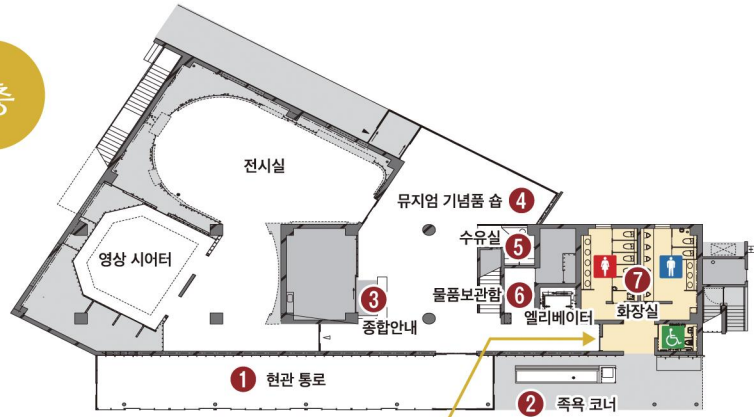 층
전시실
뮤지엄 기념품 숍 4
수유실
5
영상 시어터
물품보관함 6
7
화장실
3
종합안내
엘리베이터
1 현관 통로
2 족욕 코너